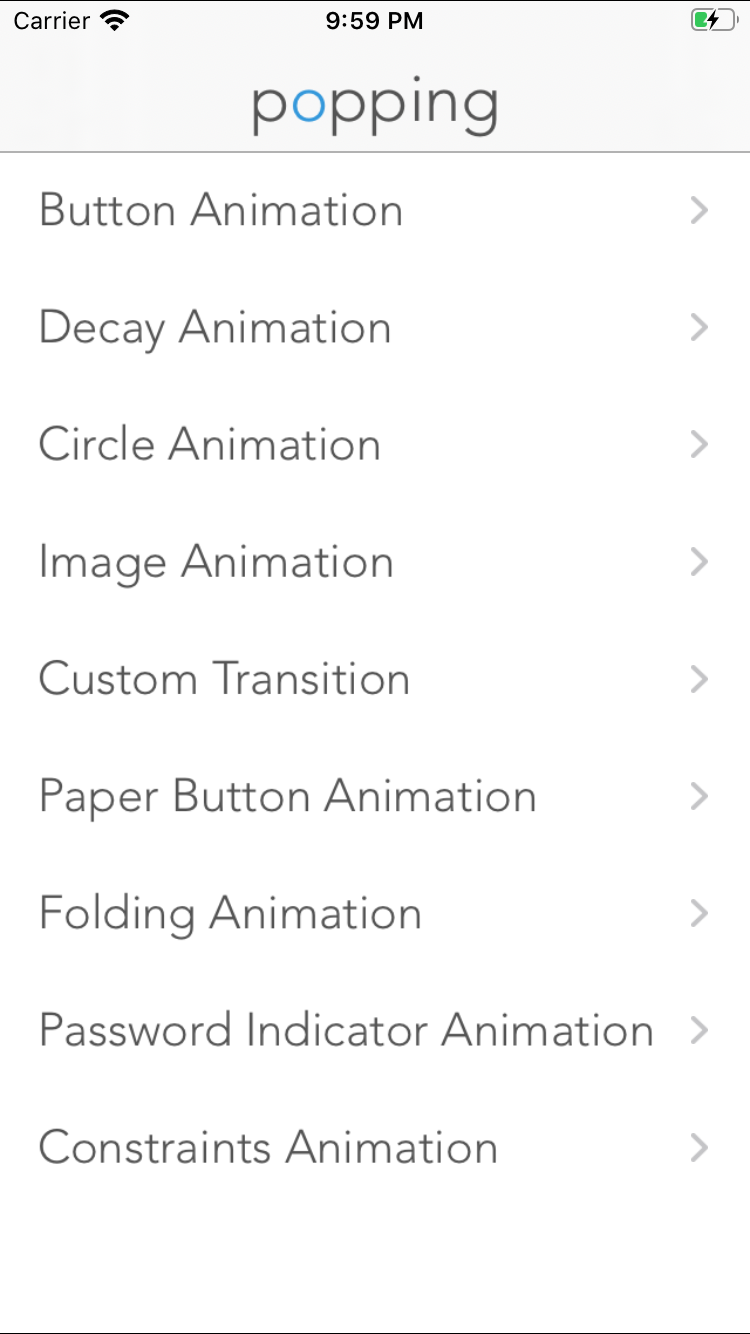 Carrier 9:59 PM
popping
Button Animation
Decay Animation
Circle Animation
Image Animation
Custom Transition
Paper Button Animation
Folding Animation
Password Indicator Animation
Constraints Animation